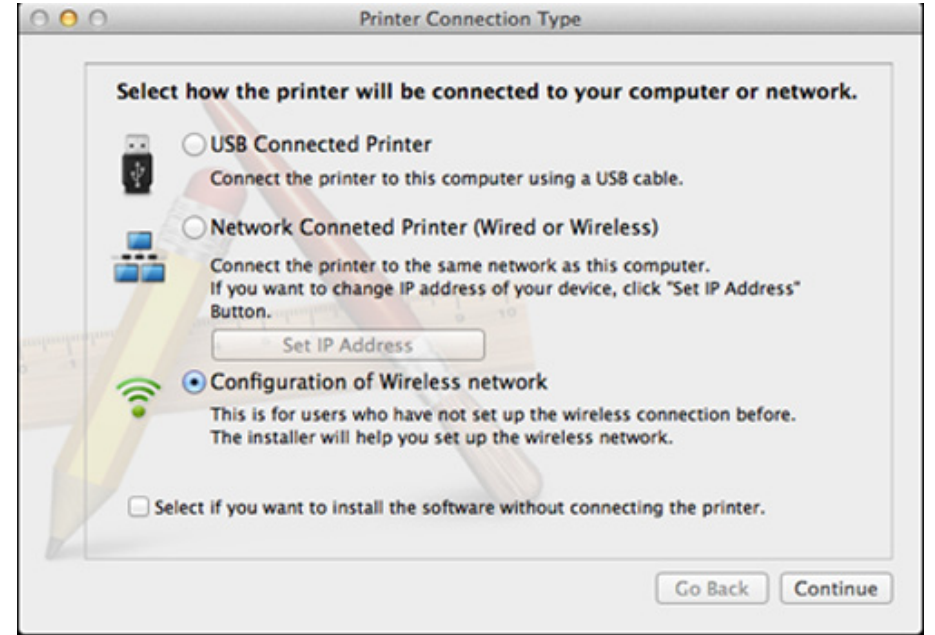 Printer Connection Type
Select how the printer will be connected to your computer or network.
USB Connected Printer
Connect the printer to this computer using a USB cable.
Network Conneted Printer (Wired or Wireless)
Connect the printer to the same network as this computer.
If you want to change IP address of your device, click "Set IP Address"
Button.
Set IP Address
Configuration of Wireless network
This is for users who have not set up the wireless connection before.
The installer will help you set up the wireless network.
Select if you want to install the software without connecting the printer.
Go Back Continue